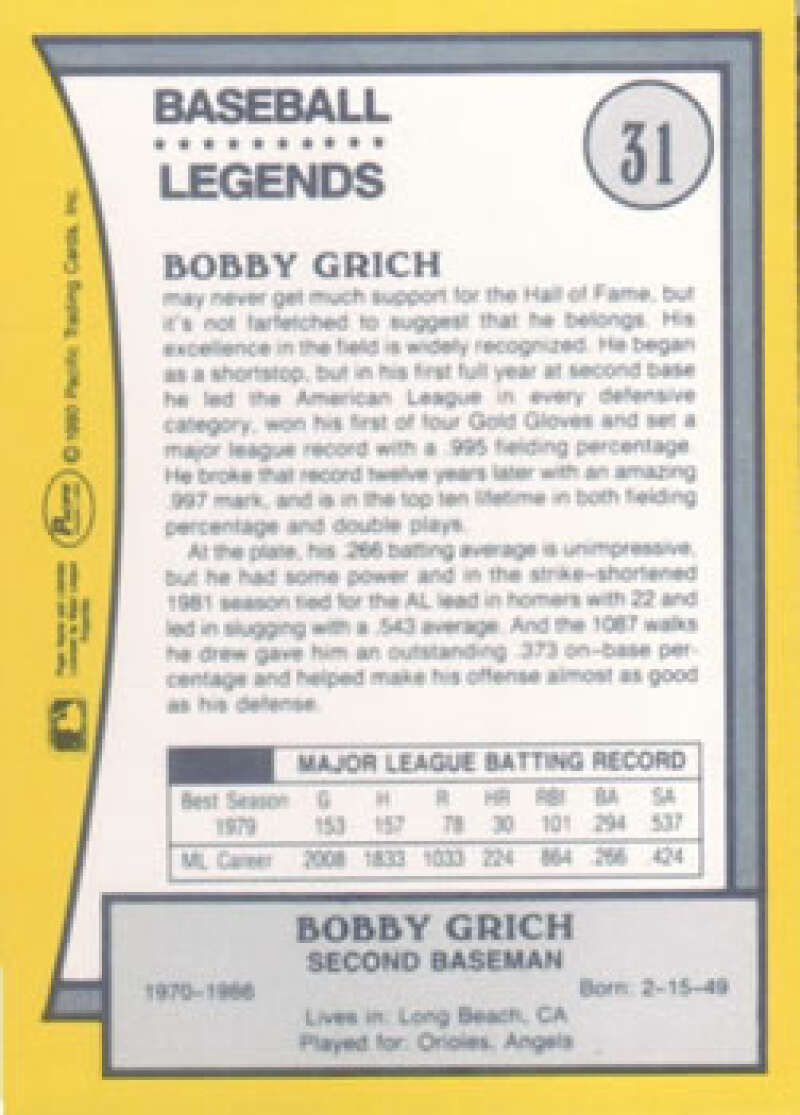 BASEBALL
LEGENDS
31
BOBBY GRICH
may never get much support for the Hall of Fame, but
it's not farfetched to suggest that he belongs. His
excellence in the field is widely recognized. He began
as a shortstop, but in his first full year at second base
he led the American League in every defensive
category, won his first of four Gold Gloves and set a
major league record with a .995 fielding percentage.
He broke that record twelve years later with an amazing
.997 mark, and is in the top ten lifetime in both fielding
percentage and double plays.
At the plate, his .266 batting average is unimpressive,
but he had some power and in the strike-shortened
1981 season tied for the AL lead in homers with 22 and
led in slugging with a .543 average. And the 1087 walks
he drew gave him an outstanding .373 on-base per-
centage and helped make his offense almost as good
as his defense.
MAJOR LEAGUE BATTING RECORD
Best Season G H R HR RBI BA SA
1979 153 157 78 30 101 .294 .537
ML Career 2008 1833 1033 224 864 .266 .424
BOBBY GRICH
SECOND BASEMAN
1970-1986 Born: 2-15-49
Lives in: Long Beach, CA
Played for: Orioles, Angels
Pacific © 1990 Pacific Trading Cards, Inc.